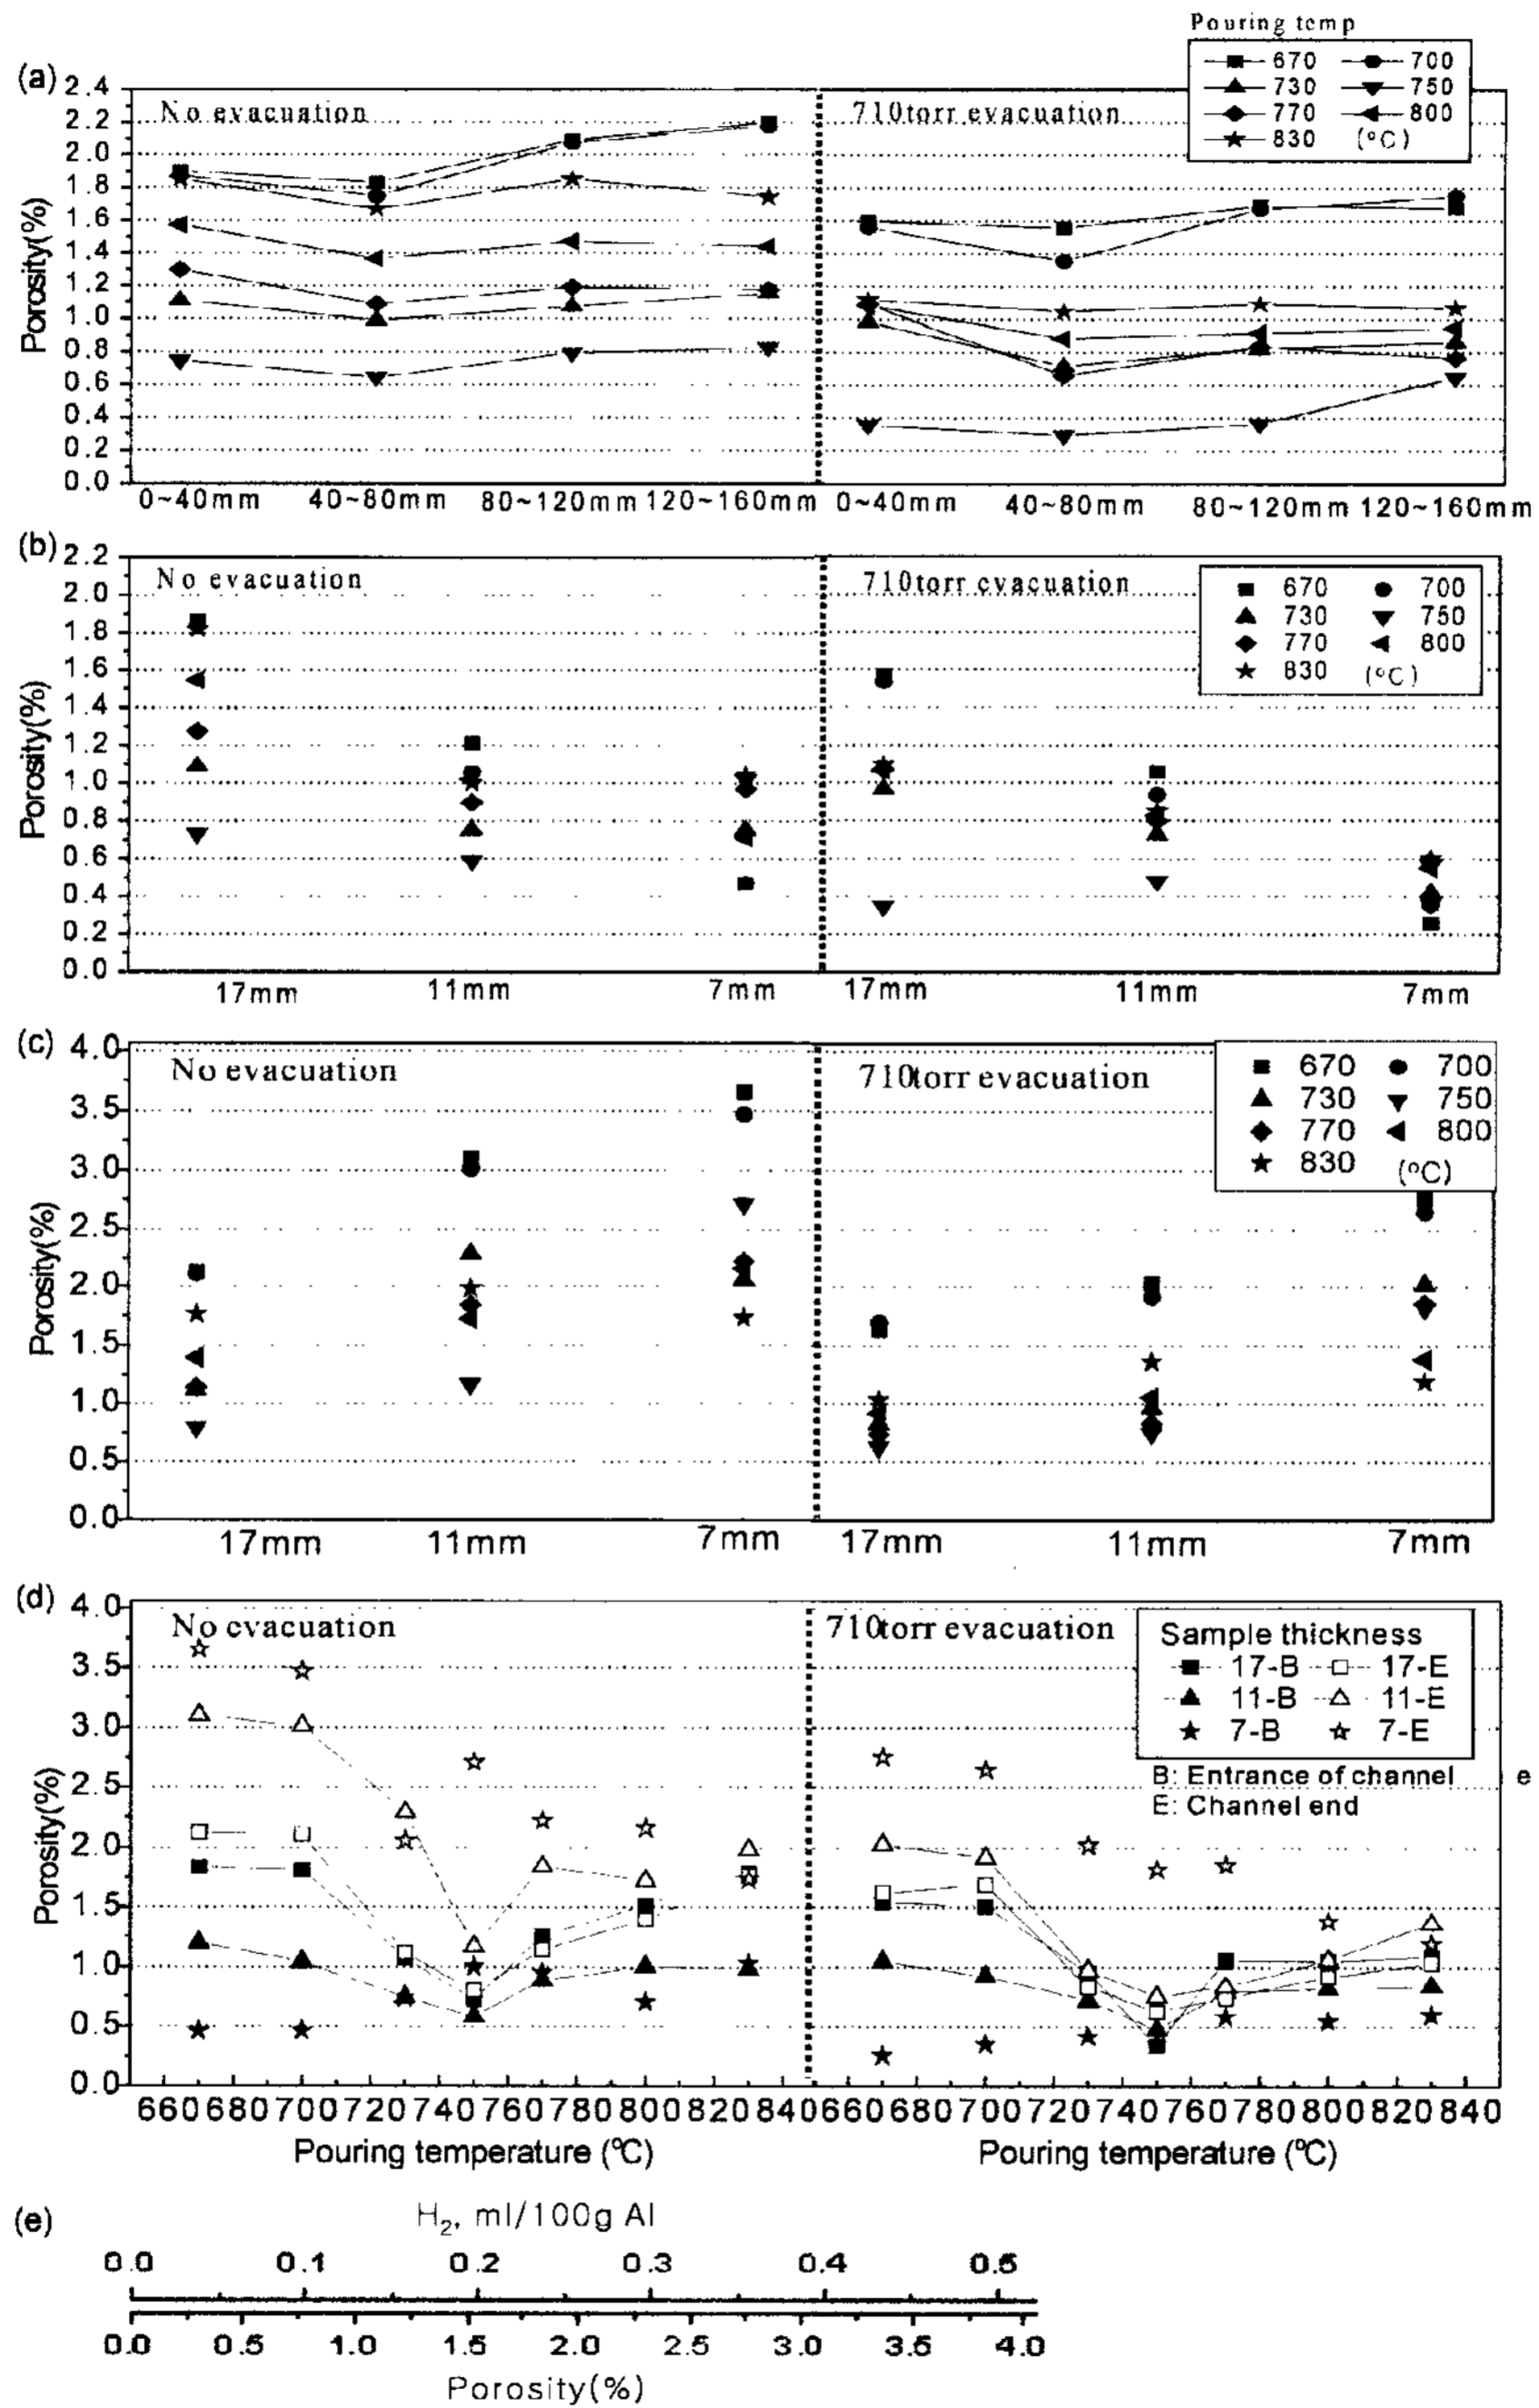 Pouring temp
670 700
730 750
770 800
830 (°C)
(a)
No evacuation
710torr evacuation
Porosity(%)
2.4
2.2
2.0
1.8
1.6
1.4
1.2
1.0
0.8
0.6
0.4
0.2
0.0
0~40mm 40~80mm 80~120mm 120~160mm 0~40mm 40~80mm 80~120mm 120~160mm
(b)
No evacuation
710torr evacuation
670 700
730 750
770 800
830 (°C)
Porosity(%)
2.2
2.0
1.8
1.6
1.4
1.2
1.0
0.8
0.6
0.4
0.2
0.0
17mm 11mm 7mm 17mm 11mm 7mm
(c)
No evacuation
710torr evacuation
670 700
730 750
770 800
830 (°C)
Porosity(%)
4.0
3.5
3.0
2.5
2.0
1.5
1.0
0.5
0.0
17mm 11mm 7mm 17mm 11mm 7mm
(d)
No evacuation
710torr evacuation
Sample thickness
17-B 17-E
11-B 11-E
7-B 7-E
B: Entrance of channel e
E: Channel end
Porosity(%)
4.0
3.5
3.0
2.5
2.0
1.5
1.0
0.5
0.0
660 680 700 720 740 760 780 800 820 840 660 680 700 720 740 760 780 800 820 840
Pouring temperature (℃) Pouring temperature (℃)
(e)
H2, ml/100g Al
0.0 0.1 0.2 0.3 0.4 0.5
0.0 0.5 1.0 1.5 2.0 2.5 3.0 3.5 4.0
Porosity(%)